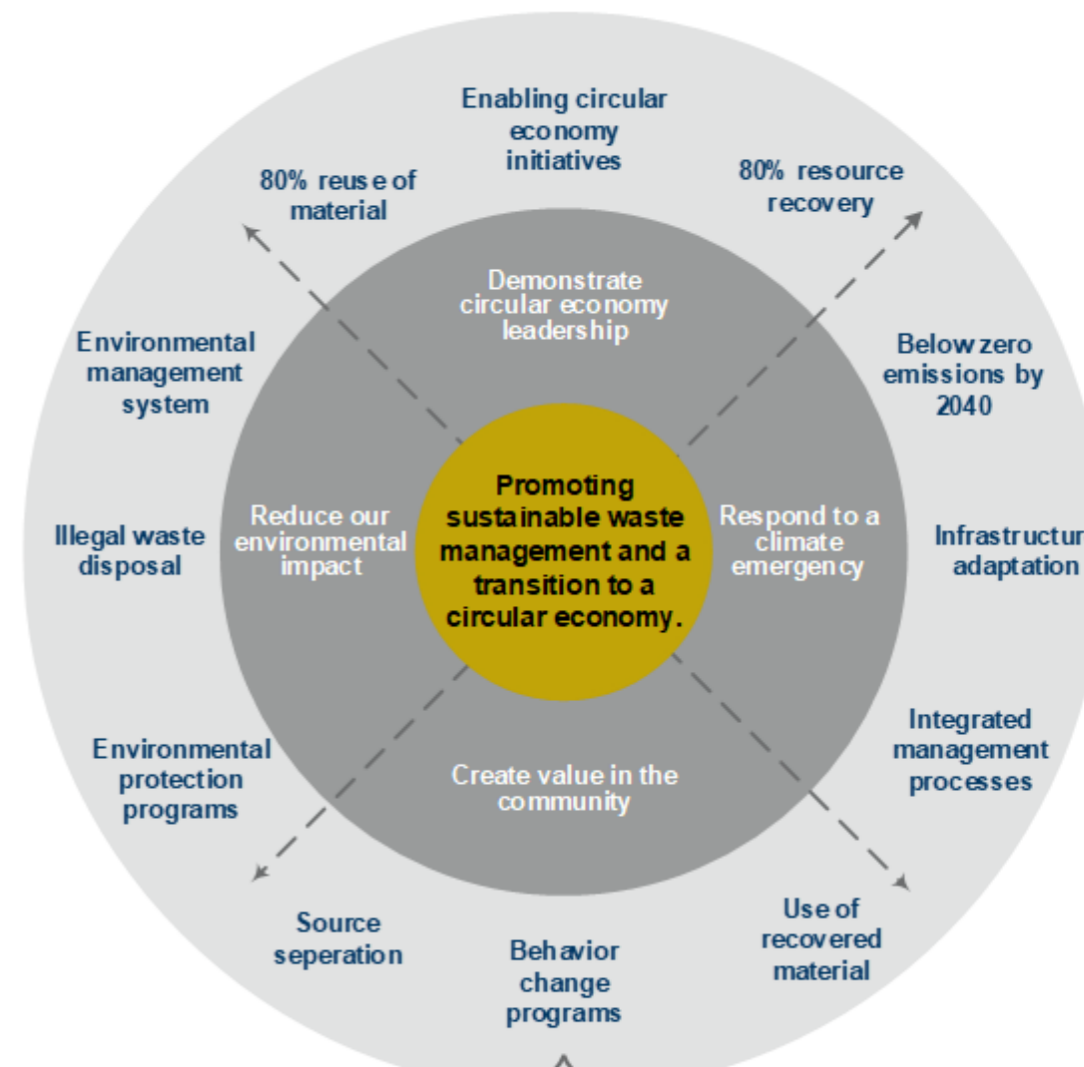 Enabling circular
economy
initiatives
80% reuse of
material
80% resource
recovery
Demonstrate
circular economy
leadership
Environmental
management
system
Below zero
emissions by
2040
Promoting
sustainable waste
management and a
transition to a
circular economy.
Reduce our
environmental
impact
Respond to a
climate
emergency
Illegal waste
disposal
Infrastructur
adaptation
Environmental
protection
programs
Integrated
management
processes
Create value in the
community
Source
seperation
Behavior
change
programs
Use of
recovered
material